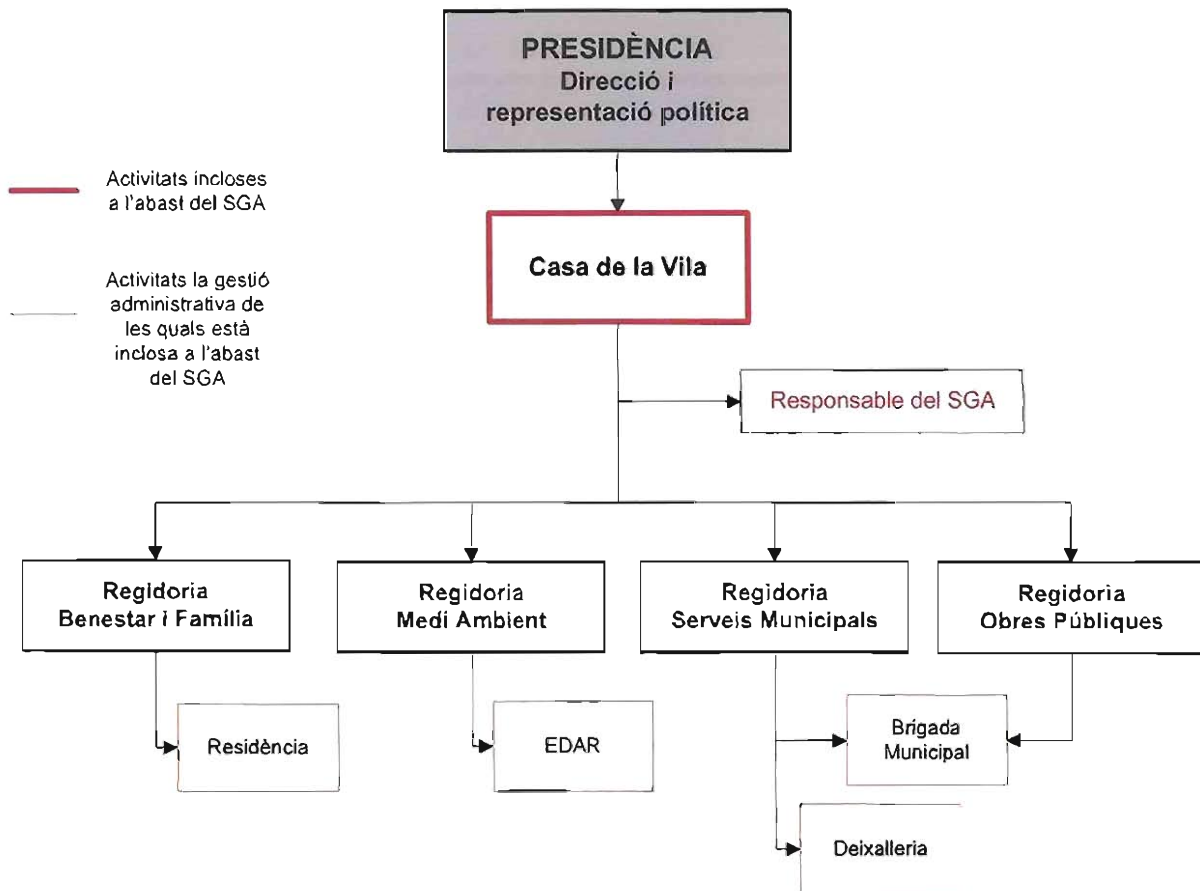 PRESIDÈNCIA
Direcció i
representació política
Activitats incloses
a l'abast del SGA
Casa de la Vila
Activitats la gestió
administrativa de
les quals està
inclosa a l'abast
del SGA
Responsable del SGA
Regidoria
Benestar i Família
Regidoria
Medi Ambient
Regidoria
Serveis Municipals
Regidoria
Obres Públiques
Residència
EDAR
Brigada
Municipal
Deixalleria